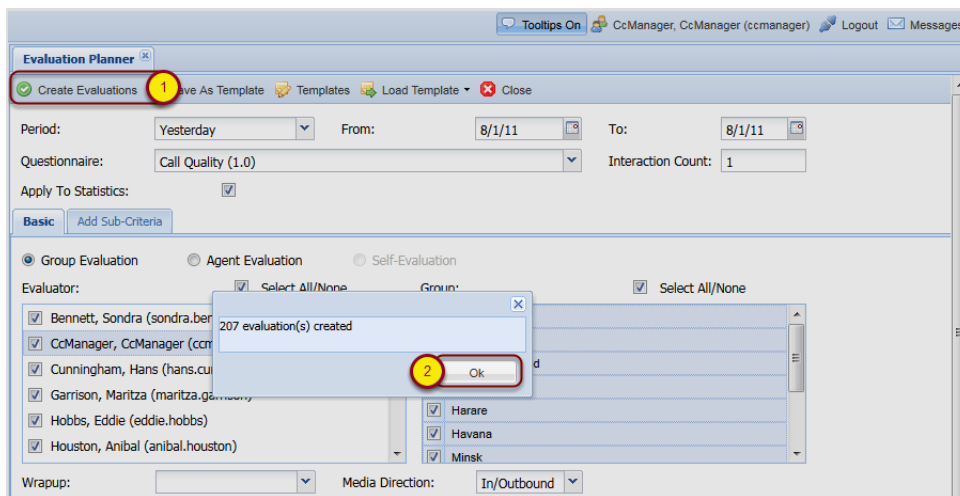 Tooltips On CcManager, CcManager (ccmanager) Logout Messages
Evaluation Planner
Create Evaluations 1 ave As Template Templates Load Template Close
Period: Yesterday From: 8/1/11 To: 8/1/11
Questionnaire: Call Quality (1.0) Interaction Count: 1
Apply To Statistics:
Basic Add Sub-Criteria
Group Evaluation Agent Evaluation Self-Evaluation
Evaluator: Select All/None Group: Select All/None
Bennett, Sondra (sondra.ben
207 evaluation(s) created
CcManager, CcManager (ccm
Cunningham, Hans (hans.cu
2 Ok
d
Garrison, Maritza (maritza.garrison)
Harare
Hobbs, Eddie (eddie.hobbs)
Havana
Houston, Anibal (anibal.houston)
Minsk
Wrapup: Media Direction: In/Outbound